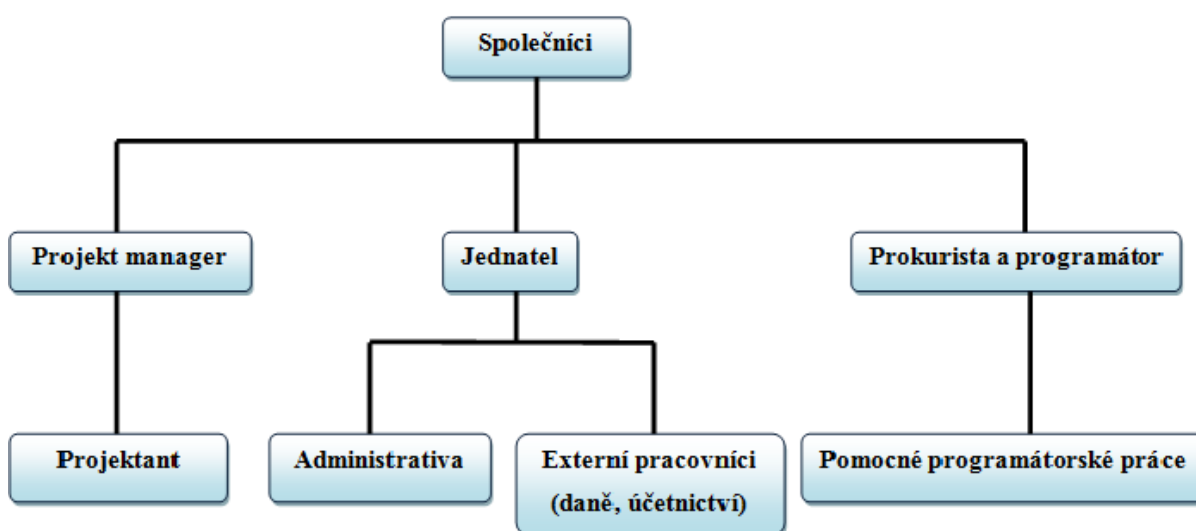 Společníci
Projekt manager
Jednatel
Prokurista a programátor
Projektant
Administrativa
Externí pracovníci
(daně, účetnictví)
Pomocné programátorské práce